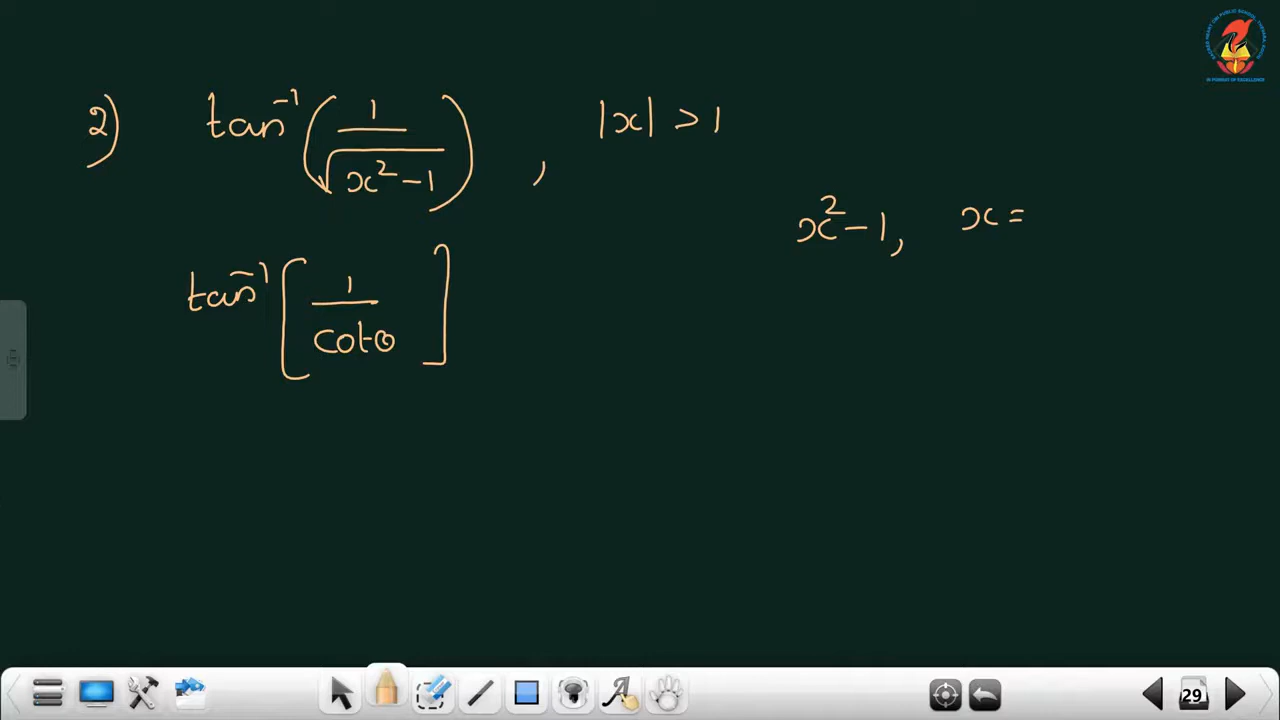 2) tan⁻¹(1/√(x²−1)), |x| > 1
x²−1, x =
tan⁻¹[1/cotθ]
29